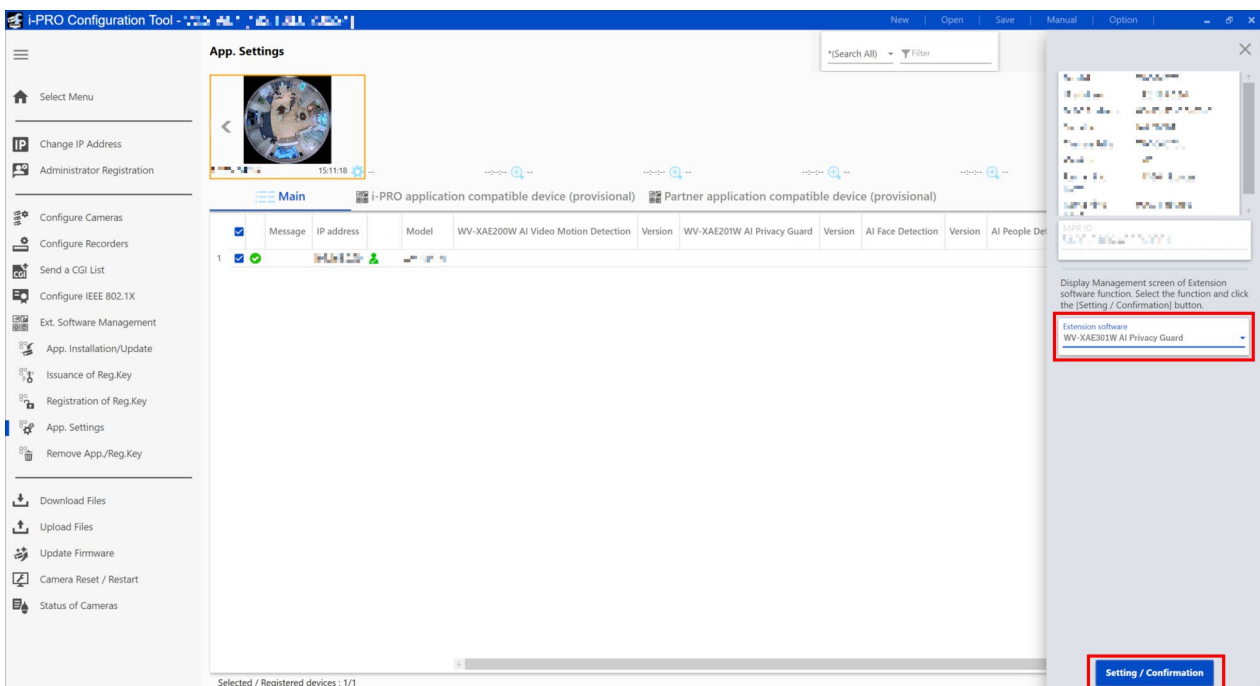 i-PRO Configuration Tool -
New | Open | Save | Manual | Option |
App. Settings
*(Search All) Filter
Select Menu
IP Change IP Address
Administrator Registration
Configure Cameras
Configure Recorders
CGI Send a CGI List
Configure IEEE 802.1X
Ext. Software Management
App. Installation/Update
Issuance of Reg.Key
Registration of Reg.Key
App. Settings
Remove App./Reg.Key
Download Files
Upload Files
Update Firmware
Camera Reset / Restart
Status of Cameras
15:11:18 -- --:--:-- -- --:--:-- -- --:--:-- -- --:--:-- --
Main i-PRO application compatible device (provisional) Partner application compatible device (provisional)
Message IP address Model WV-XAE200W AI Video Motion Detection Version WV-XAE201W AI Privacy Guard Version AI Face Detection Version AI People Det
1
Selected / Registered devices : 1/1
MPR ID
Display Management screen of Extension
software function. Select the function and click
the [Setting / Confirmation] button.
Extension software
WV-XAE301W AI Privacy Guard
Setting / Confirmation